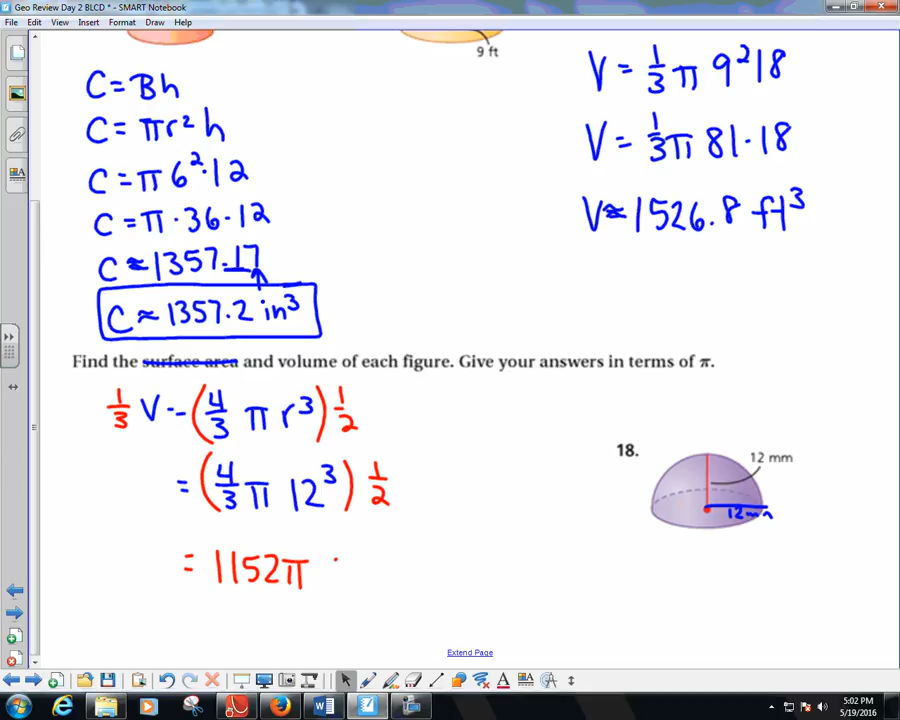 Geo Review Day 2 BLCD * - SMART Notebook
File Edit View Insert Format Draw Help
9 ft
C = Bh
C = πr² h
C = π 6²·12
C = π·36·12
C ≈ 1357.17
C ≈ 1357.2 in³
V = 1/3 π 9² 18
V = 1/3 π 81·18
V ≈ 1526.8 ft³
Find the surface area and volume of each figure. Give your answers in terms of π.
1/3 V = (4/3 π r³) 1/2
= (4/3 π 12³) 1/2
= 1152π
18.
12 mm
12mm
Extend Page
5:02 PM
5/19/2016